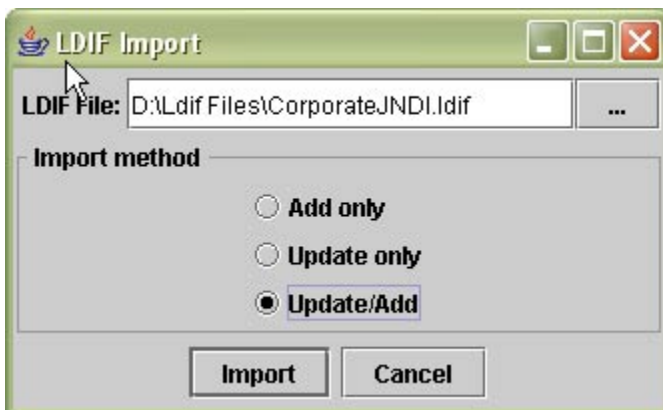 LDIF Import
LDIF File: D:\Ldif Files\CorporateJNDI.ldif ...
Import method
Add only
Update only
Update/Add
Import Cancel